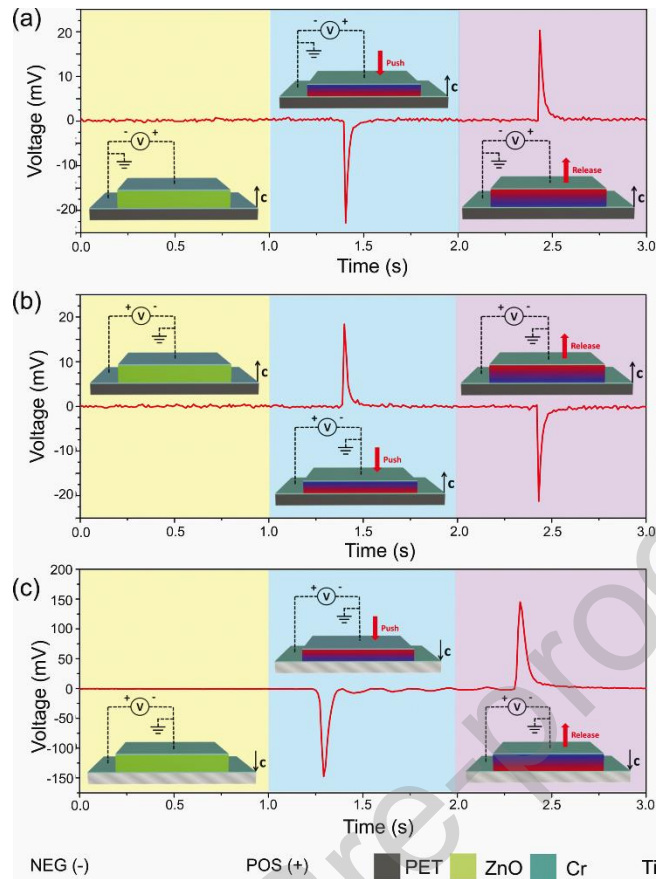 (a)
Voltage (mV)
20
10
0
-10
-20
- V +
Push
c
- V +
c
- V +
Release
c
0.0 0.5 1.0 1.5 2.0 2.5 3.0
Time (s)
(b)
Voltage (mV)
20
10
0
-10
-20
+ V -
c
+ V -
Release
c
+ V -
Push
c
0.0 0.5 1.0 1.5 2.0 2.5 3.0
Time (s)
(c)
Voltage (mV)
200
150
100
50
0
-50
-100
-150
+ V -
Push
c
+ V -
c
+ V -
Release
c
0.0 0.5 1.0 1.5 2.0 2.5 3.0
Time (s)
NEG (-) POS (+) PET ZnO Cr Ti